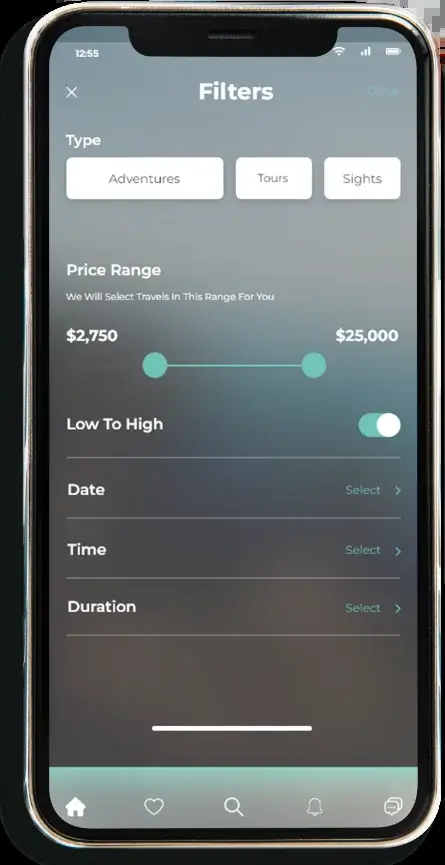 12:55
Filters
Done
Type
Adventures
Tours
Sights
Price Range
We Will Select Travels In This Range For You
$2,750
$25,000
Low To High
Date
Select
Time
Select
Duration
Select